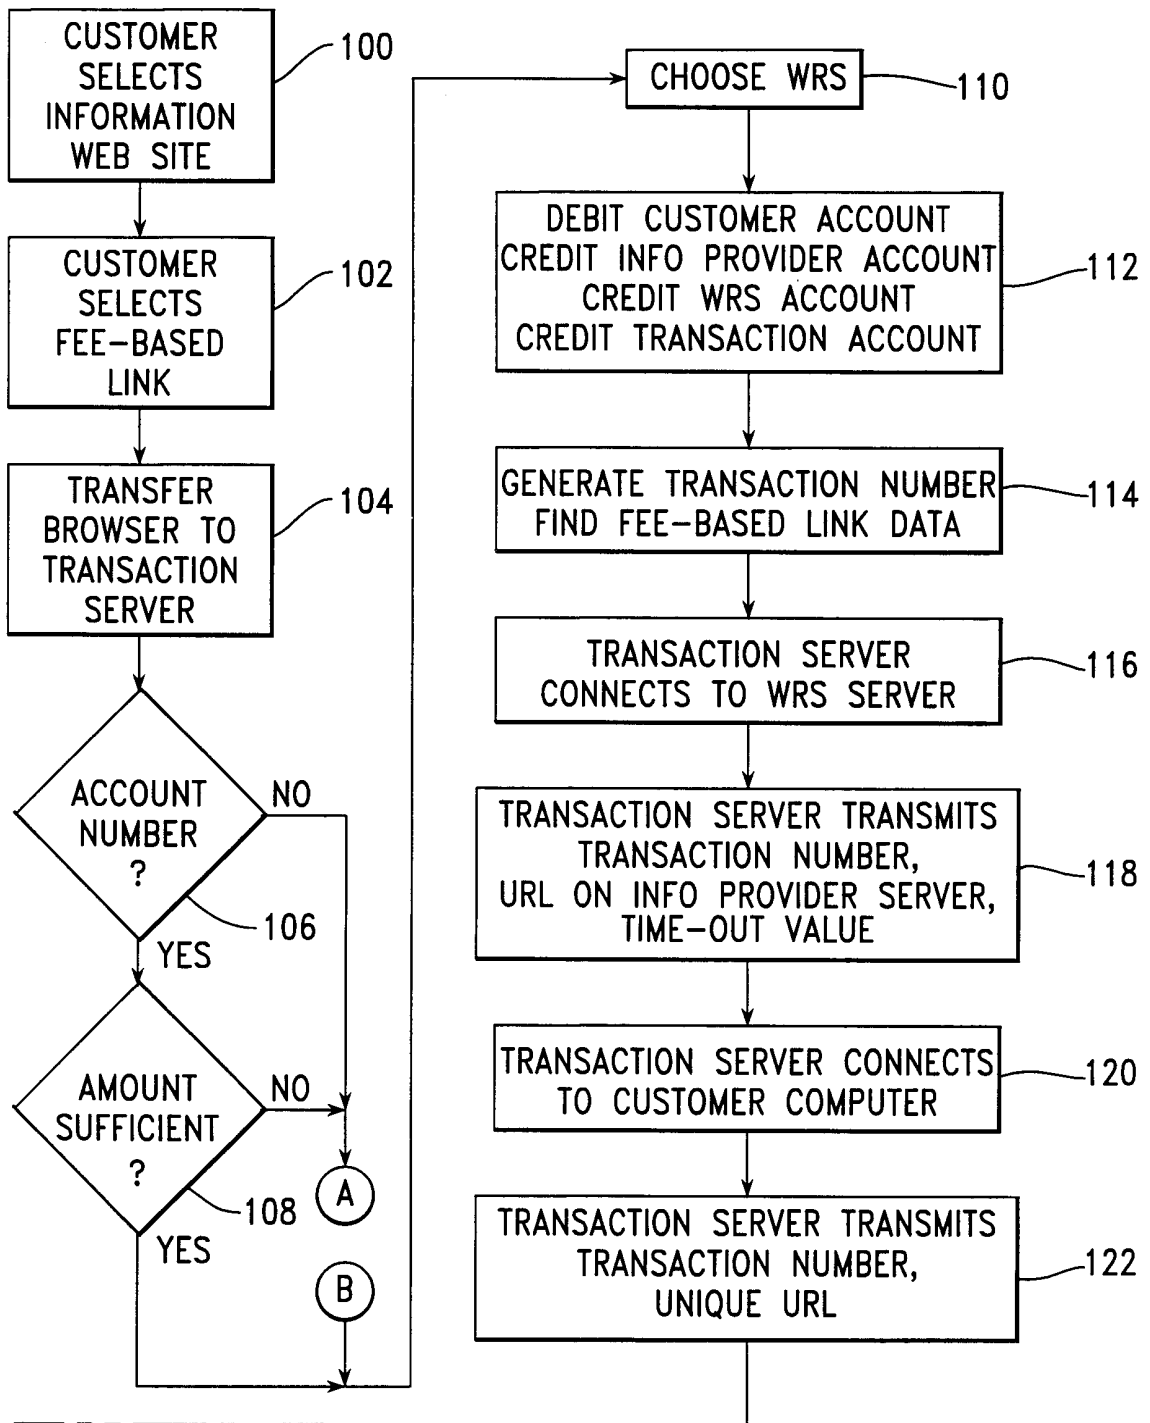 CUSTOMER
SELECTS
INFORMATION
WEB SITE
100
CUSTOMER
SELECTS
FEE-BASED
LINK
102
TRANSFER
BROWSER TO
TRANSACTION
SERVER
104
ACCOUNT
NUMBER
?
NO
106
YES
AMOUNT
SUFFICIENT
?
NO
108
YES
A
B
CHOOSE WRS
110
DEBIT CUSTOMER ACCOUNT
CREDIT INFO PROVIDER ACCOUNT
CREDIT WRS ACCOUNT
CREDIT TRANSACTION ACCOUNT
112
GENERATE TRANSACTION NUMBER
FIND FEE-BASED LINK DATA
114
TRANSACTION SERVER
CONNECTS TO WRS SERVER
116
TRANSACTION SERVER TRANSMITS
TRANSACTION NUMBER,
URL ON INFO PROVIDER SERVER,
TIME-OUT VALUE
118
TRANSACTION SERVER CONNECTS
TO CUSTOMER COMPUTER
120
TRANSACTION SERVER TRANSMITS
TRANSACTION NUMBER,
UNIQUE URL
122